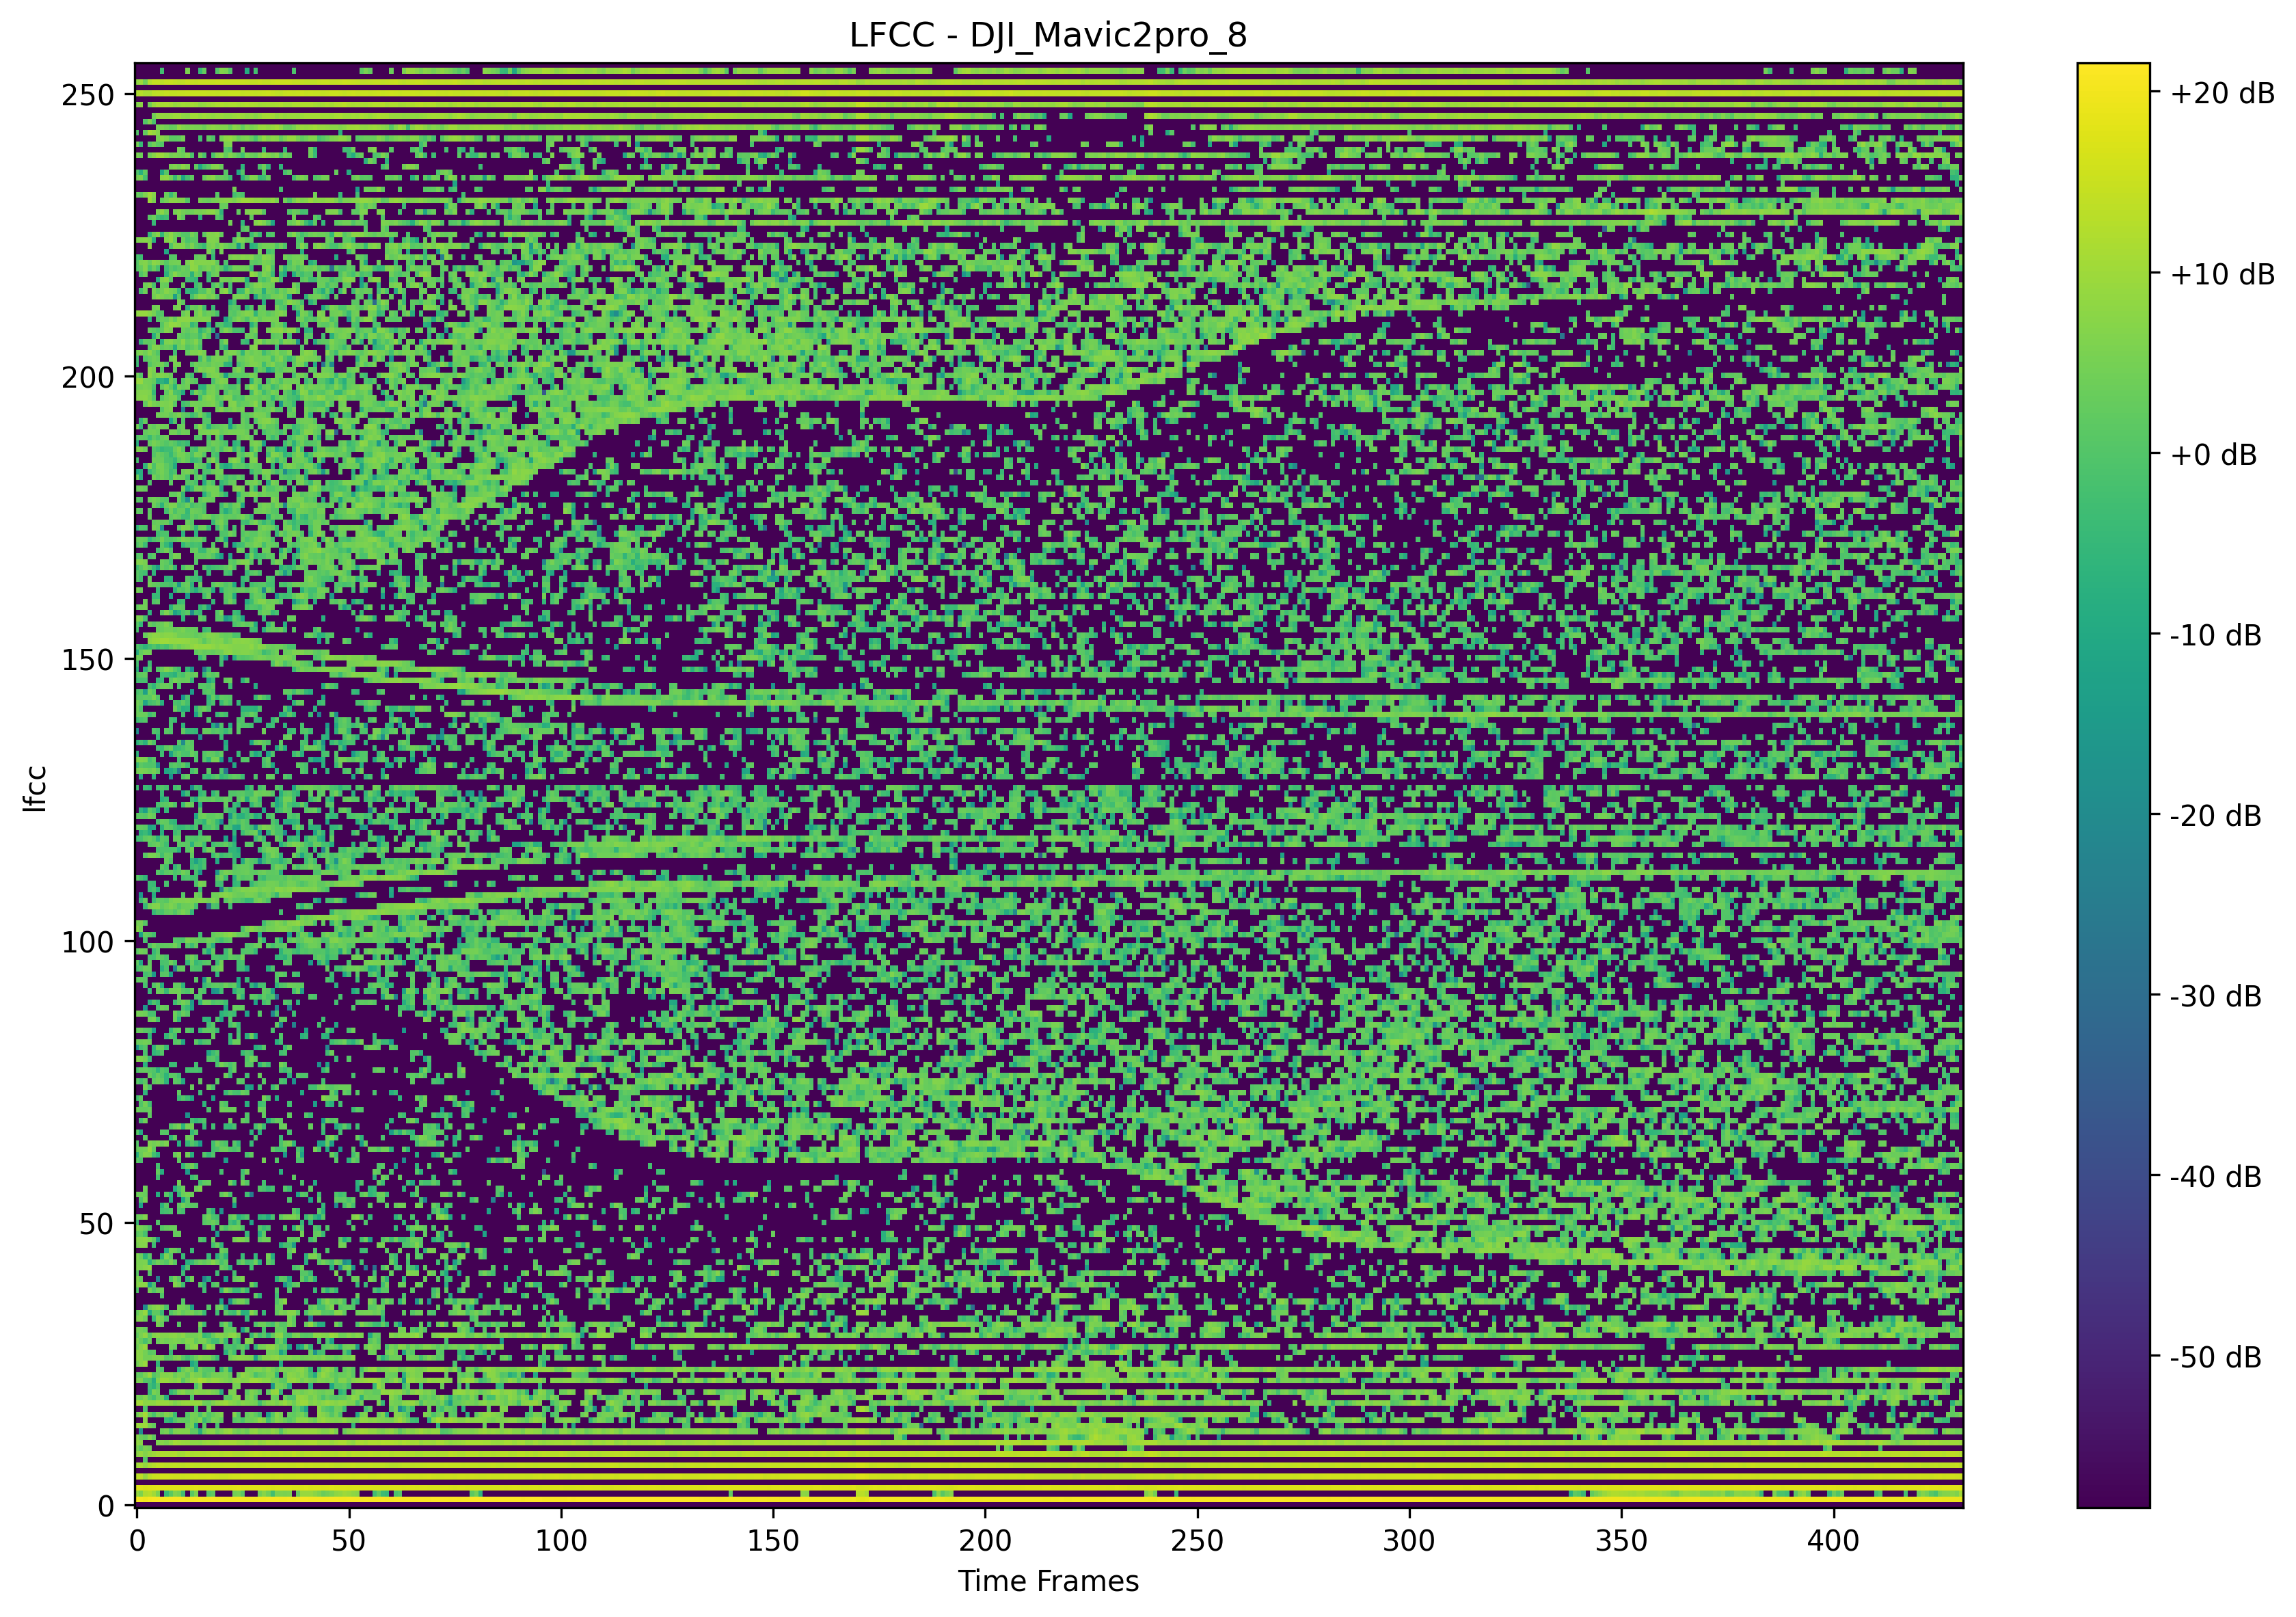 LFCC - DJI_Mavic2pro_8
250
200
150
100
50
0
lfcc
0 50 100 150 200 250 300 350 400
Time Frames
+20 dB
+10 dB
+0 dB
-10 dB
-20 dB
-30 dB
-40 dB
-50 dB